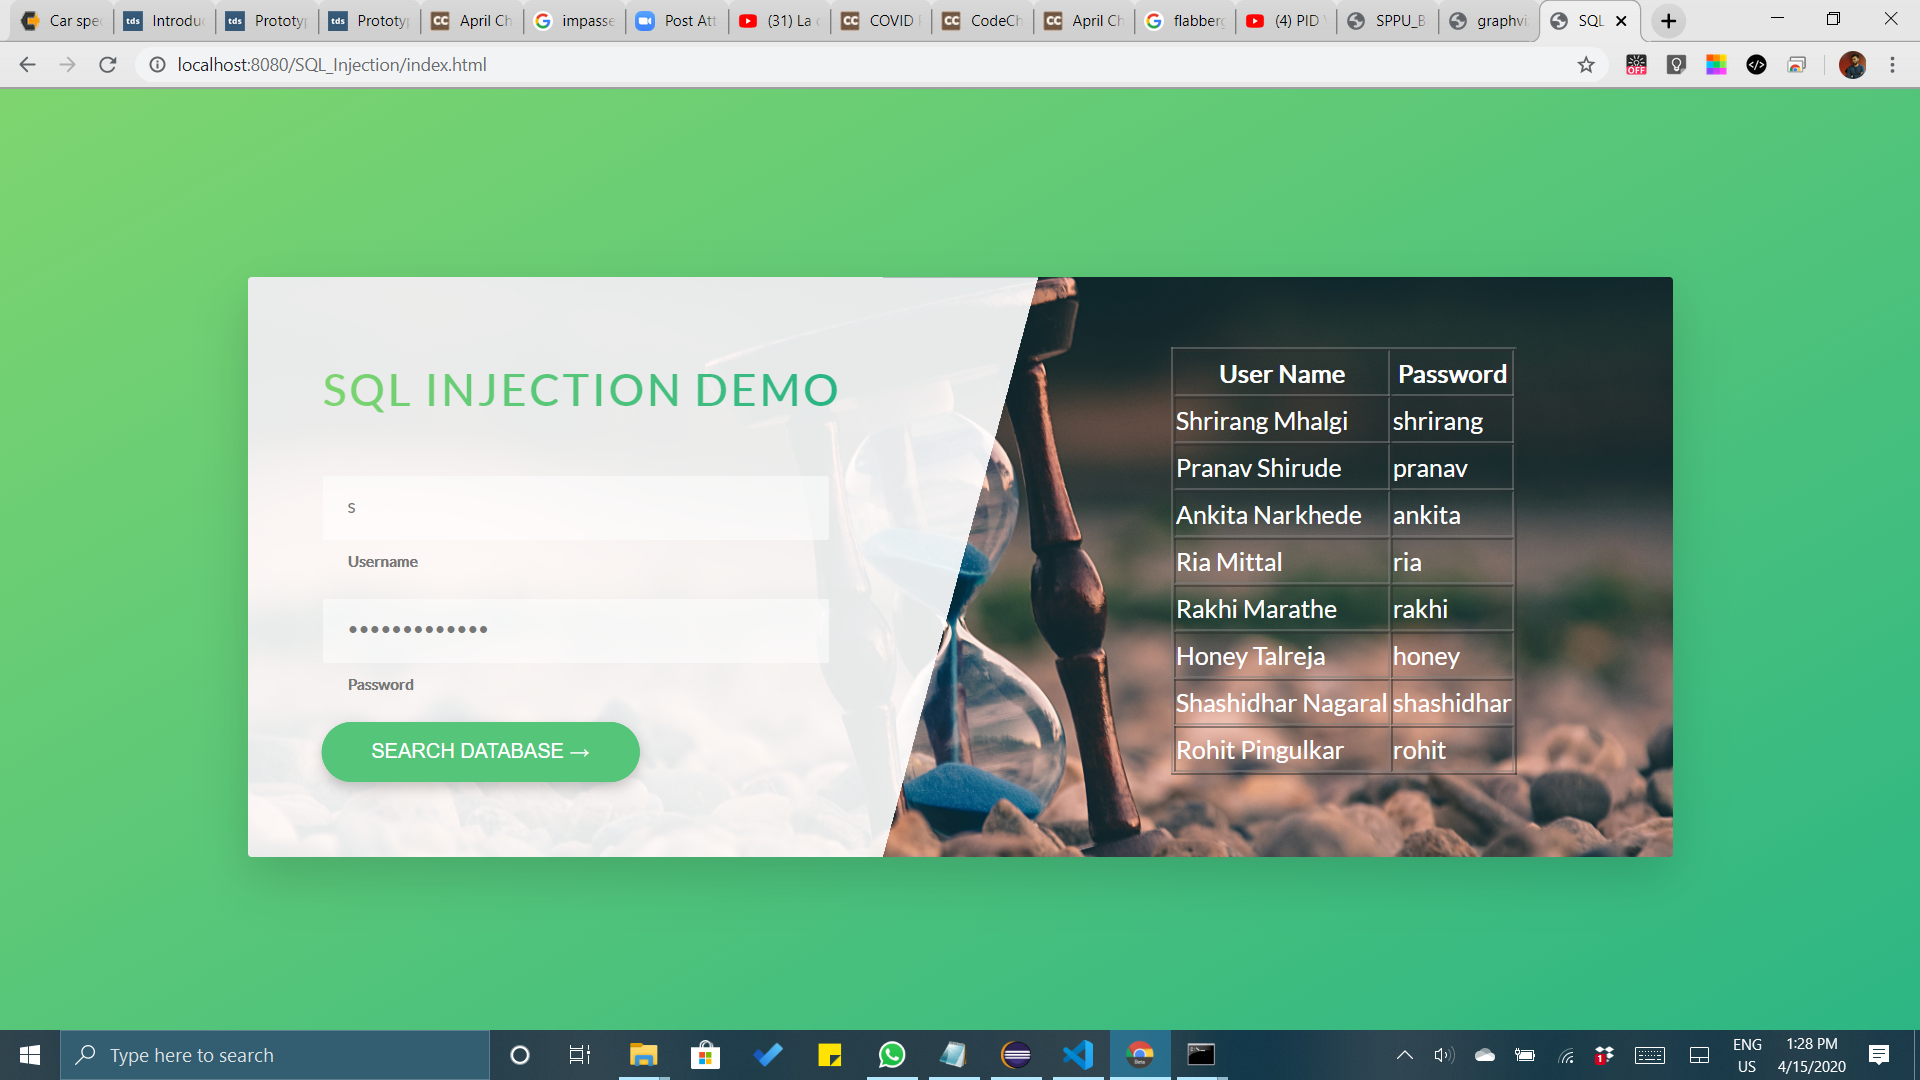 Car spe
Introdu
Prototy
Prototy
April Ch
impasse
Post Att
(31) La
COVID
CodeCh
April Ch
flabber
(4) PID
SPPU_B
graphvi
SQL
localhost:8080/SQL_Injection/index.html
OFF
SQL INJECTION DEMO
s
Username
•••••••••••••
Password
SEARCH DATABASE →
User Name Password
Shrirang Mhalgi shrirang
Pranav Shirude pranav
Ankita Narkhede ankita
Ria Mittal ria
Rakhi Marathe rakhi
Honey Talreja honey
Shashidhar Nagaral shashidhar
Rohit Pingulkar rohit
Type here to search
1
ENG
US
1:28 PM
4/15/2020